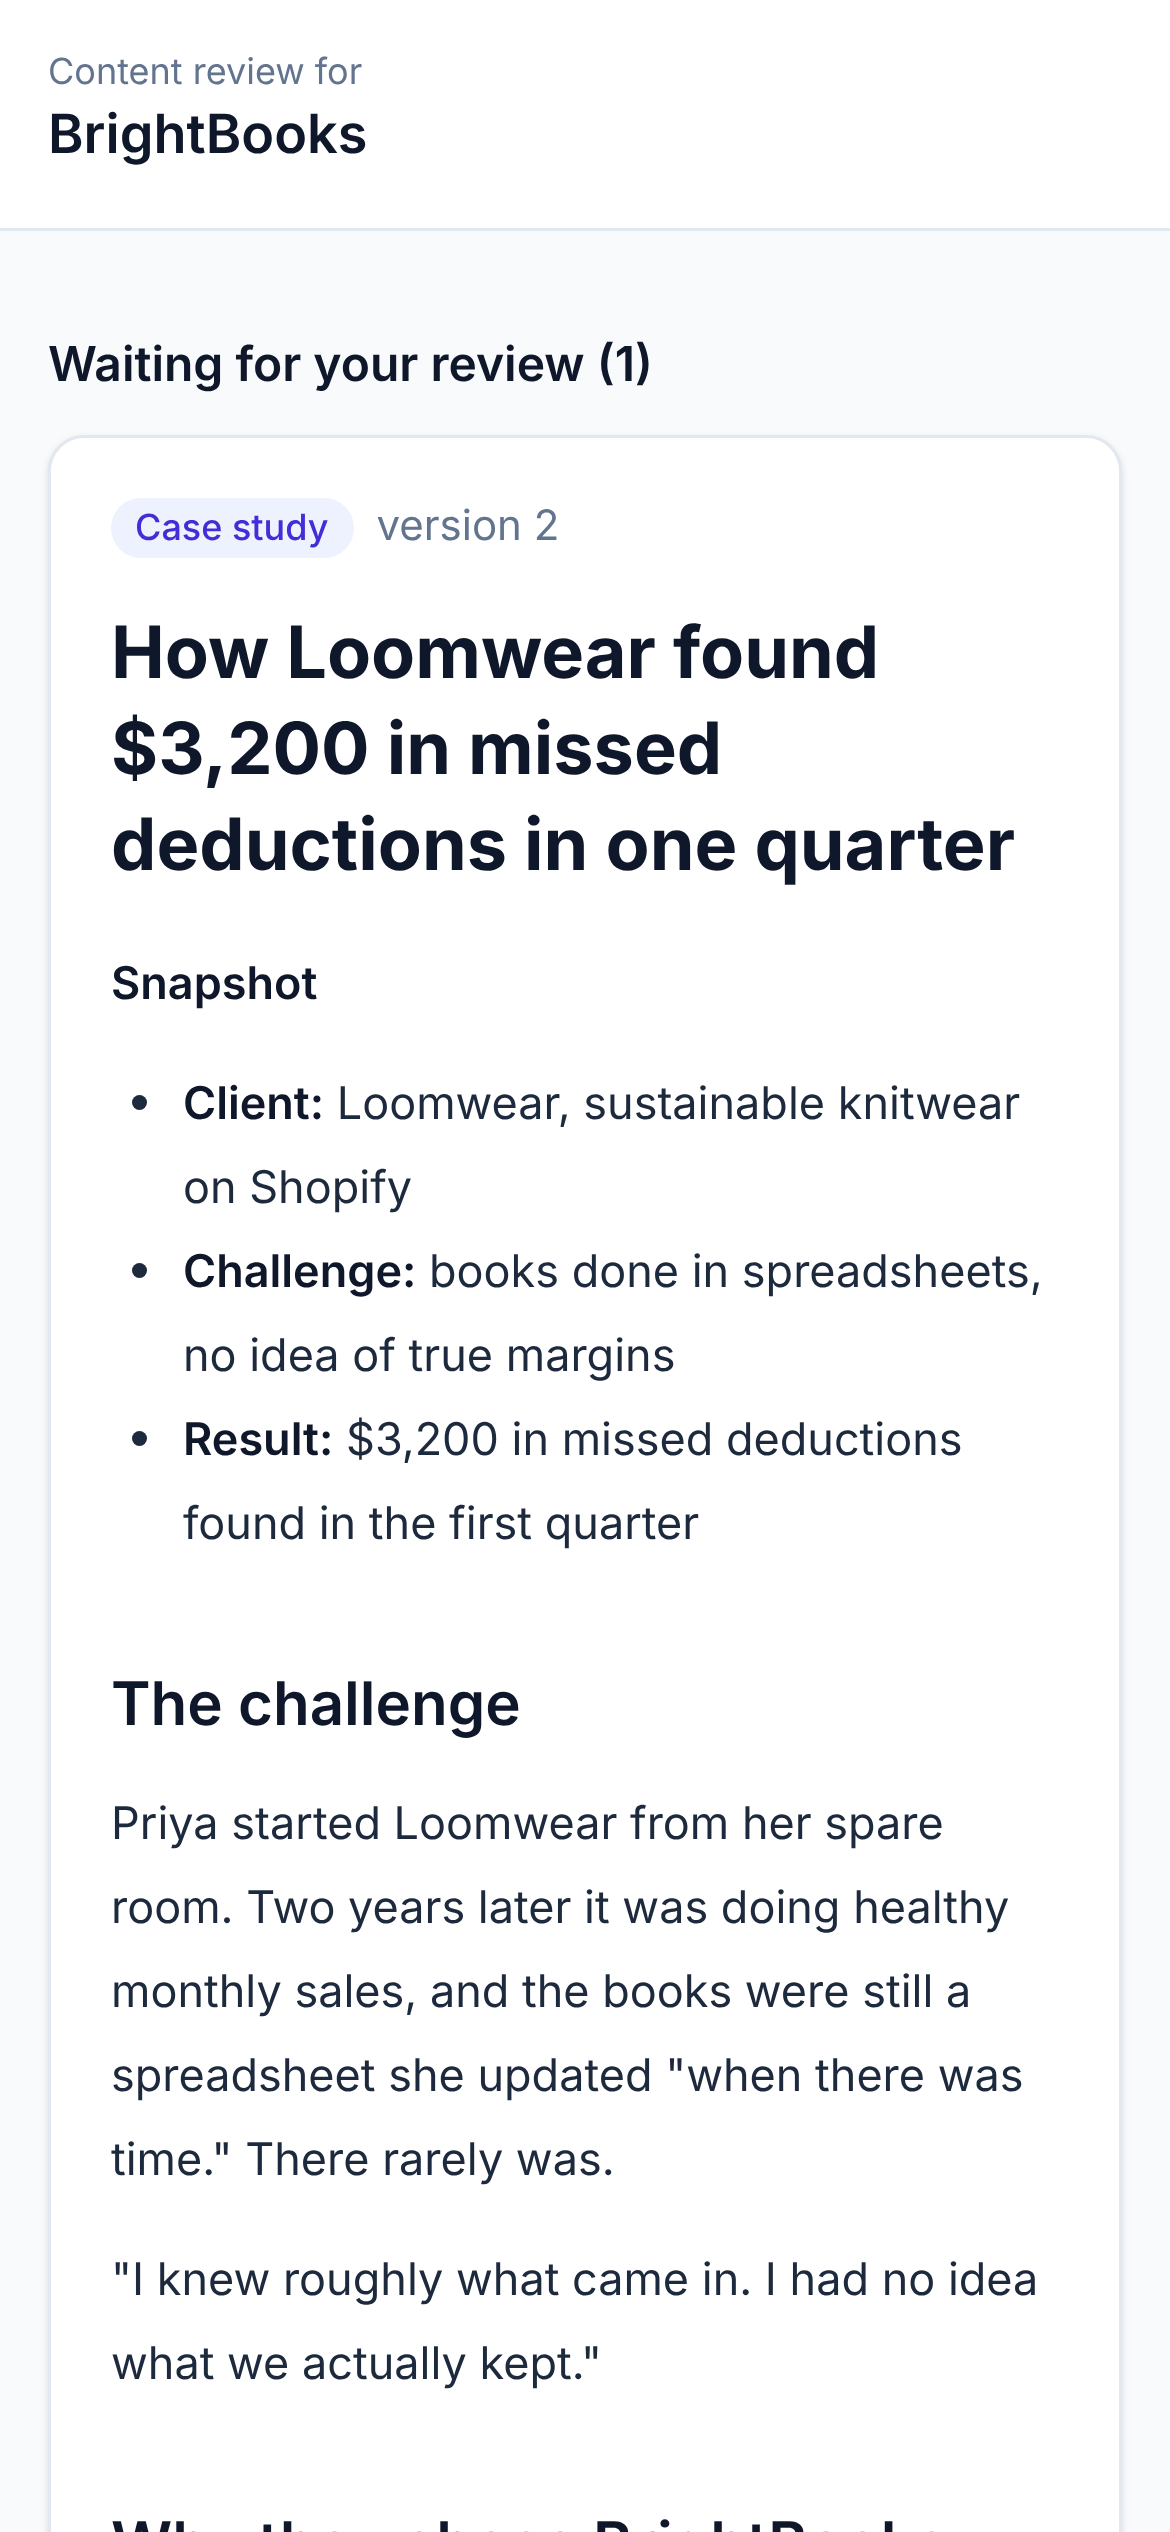 Content review for
BrightBooks
Waiting for your review (1)
Case study version 2
How Loomwear found
$3,200 in missed
deductions in one quarter
Snapshot
• Client: Loomwear, sustainable knitwear
on Shopify
• Challenge: books done in spreadsheets,
no idea of true margins
• Result: $3,200 in missed deductions
found in the first quarter
The challenge
Priya started Loomwear from her spare
room. Two years later it was doing healthy
monthly sales, and the books were still a
spreadsheet she updated "when there was
time." There rarely was.
"I knew roughly what came in. I had no idea
what we actually kept."